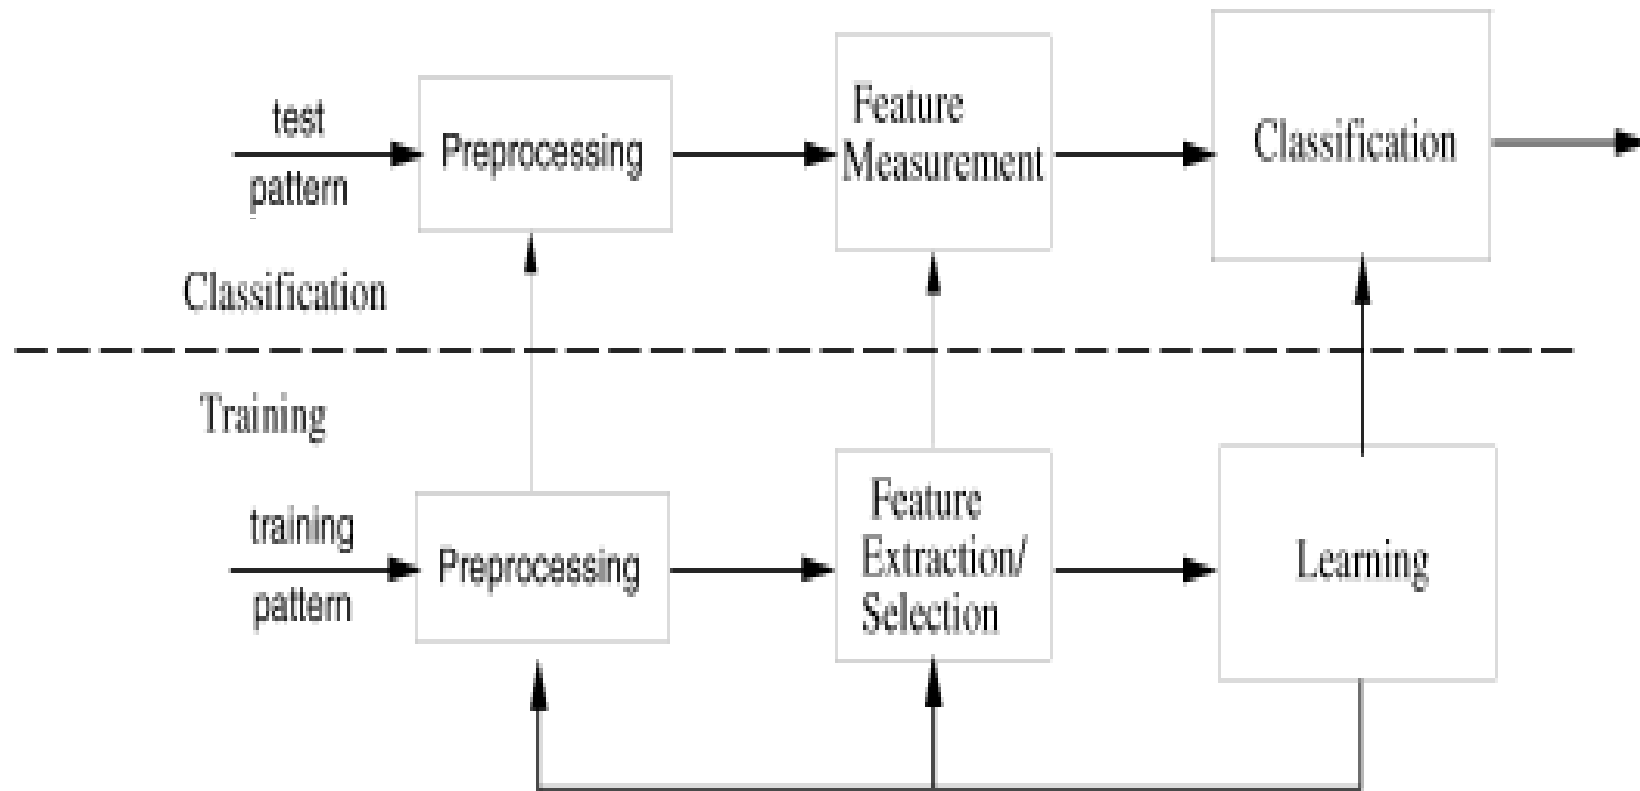 test
pattern
Preprocessing
Feature
Measurement
Classification
Classification
Training
training
pattern
Preprocessing
Feature
Extraction/
Selection
Learning